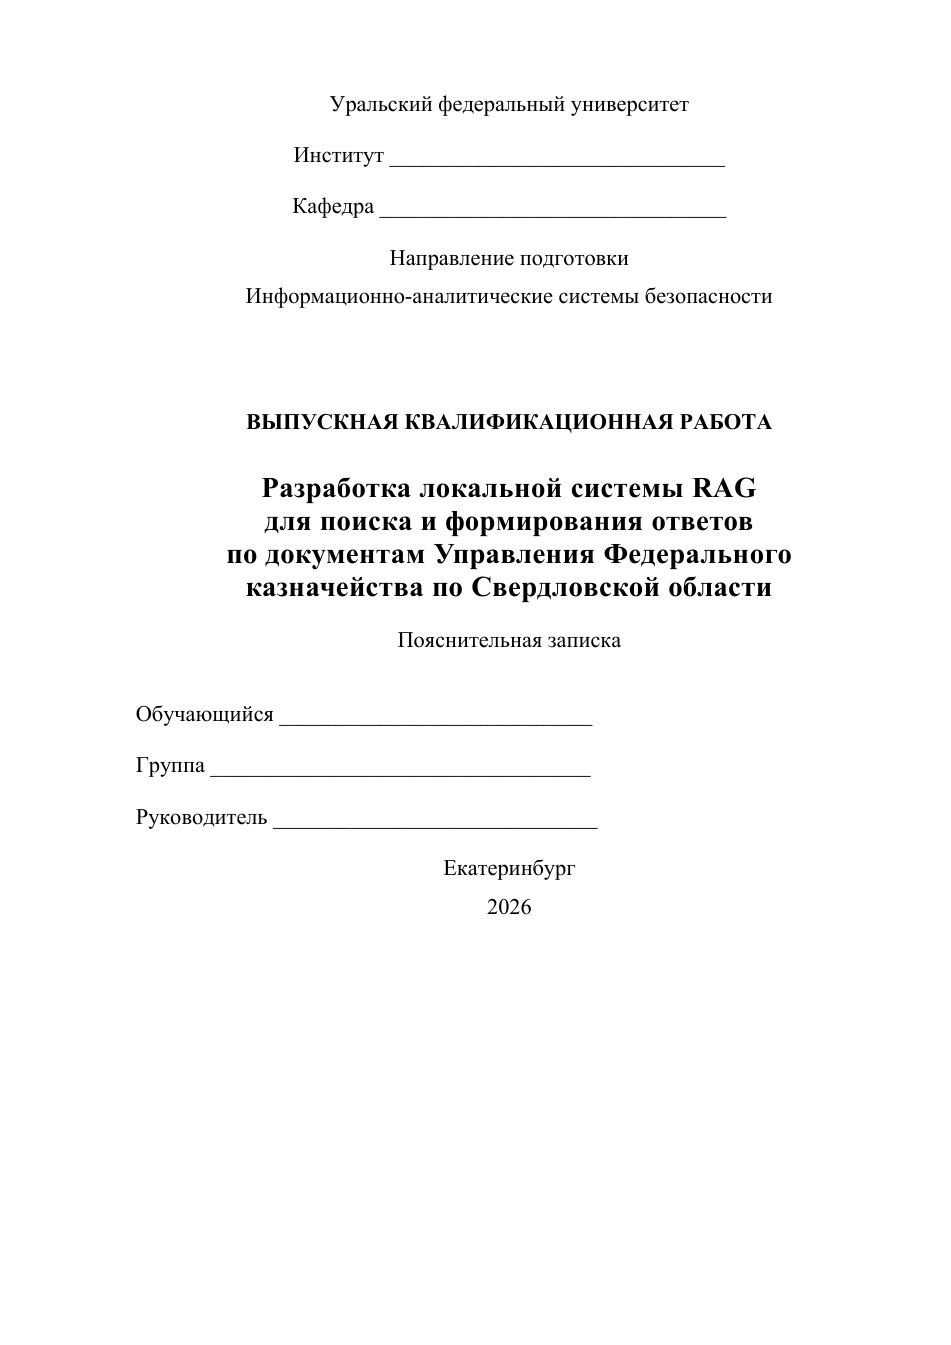 Уральский федеральный университет
Институт ______________________________
Кафедра _______________________________
Направление подготовки
Информационно-аналитические системы безопасности
ВЫПУСКНАЯ КВАЛИФИКАЦИОННАЯ РАБОТА
Разработка локальной системы RAG
для поиска и формирования ответов
по документам Управления Федерального
казначейства по Свердловской области
Пояснительная записка
Обучающийся ____________________________
Группа __________________________________
Руководитель _____________________________
Екатеринбург
2026